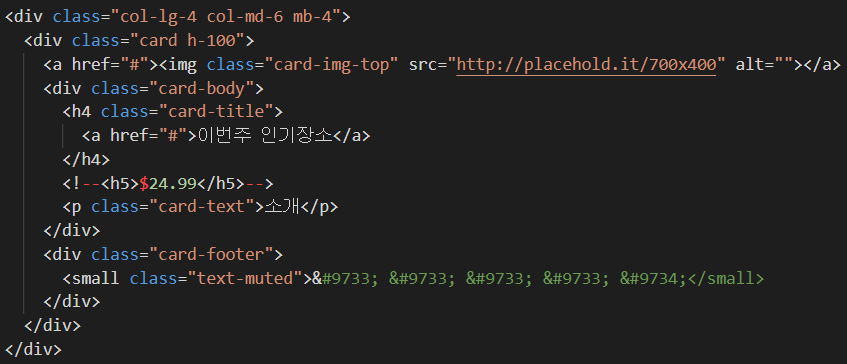 <div class="col-lg-4 col-md-6 mb-4">
<div class="card h-100">
<a href="#"><img class="card-img-top" src="http://placehold.it/700x400" alt=""></a>
<div class="card-body">
<h4 class="card-title">
<a href="#">이번주 인기장소</a>
</h4>
<!--<h5>$24.99</h5>-->
<p class="card-text">소개</p>
</div>
<div class="card-footer">
<small class="text-muted">&#9733; &#9733; &#9733; &#9733; &#9734;</small>
</div>
</div>
</div>